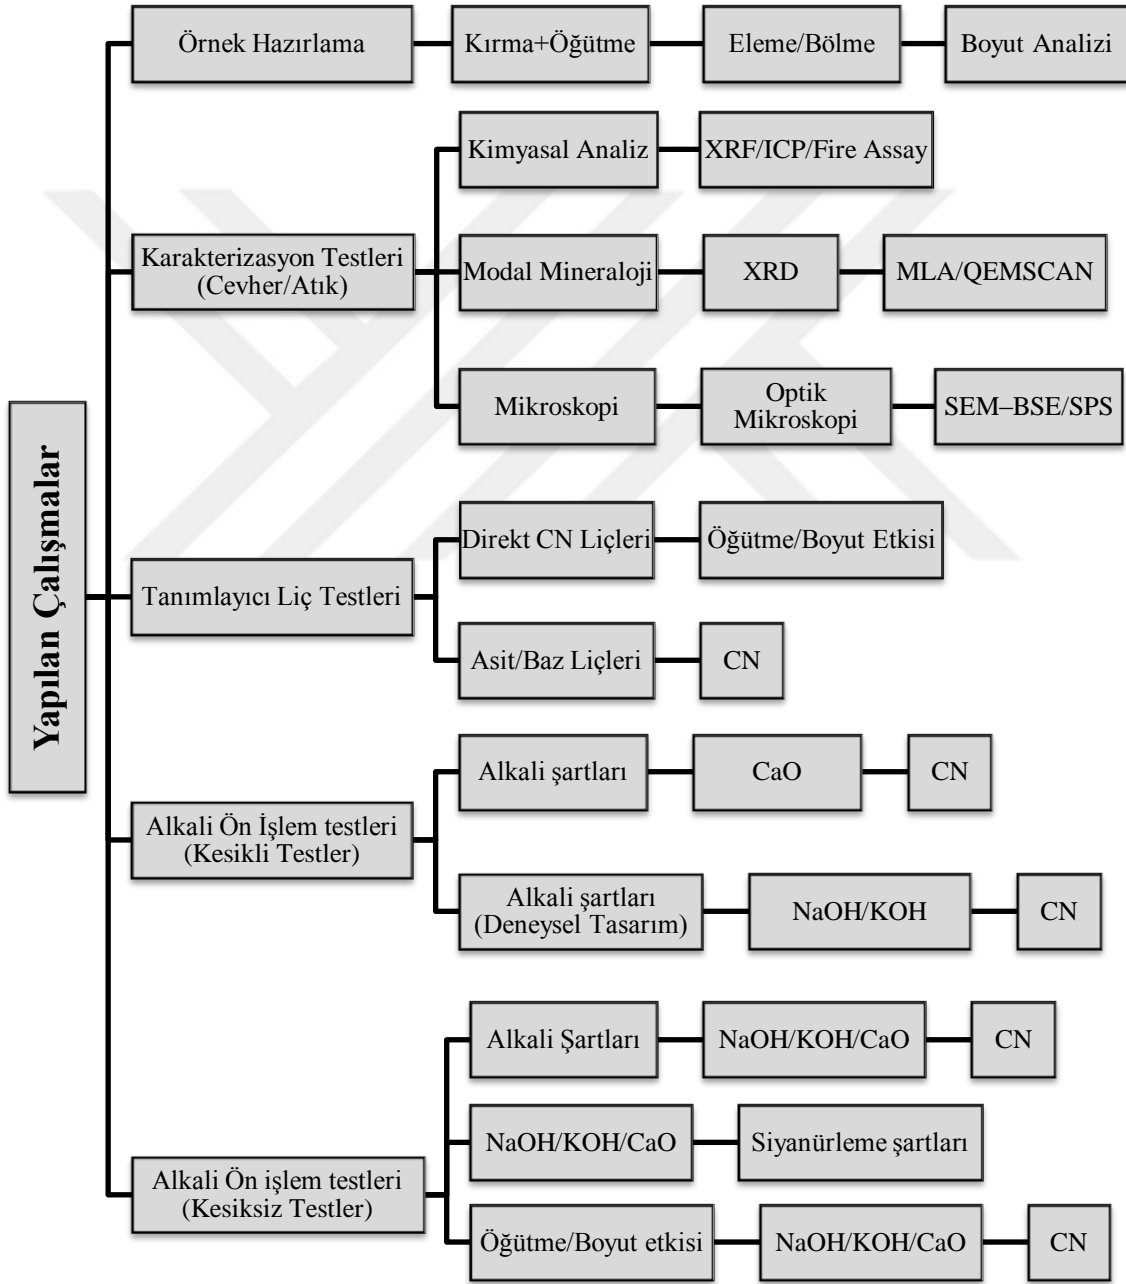 Örnek Hazırlama
Kırma+Öğütme
Eleme/Bölme
Boyut Analizi
Kimyasal Analiz
XRF/ICP/Fire Assay
Karakterizasyon Testleri
(Cevher/Atık)
Modal Mineraloji
XRD
MLA/QEMSCAN
Mikroskopi
Optik
Mikroskopi
SEM–BSE/SPS
Yapılan Çalışmalar
Direkt CN Liçleri
Öğütme/Boyut Etkisi
Tanımlayıcı Liç Testleri
Asit/Baz Liçleri
CN
Alkali şartları
CaO
CN
Alkali Ön İşlem testleri
(Kesikli Testler)
Alkali şartları
(Deneysel Tasarım)
NaOH/KOH
CN
Alkali Şartları
NaOH/KOH/CaO
CN
NaOH/KOH/CaO
Siyanürleme şartları
Alkali Ön işlem testleri
(Kesiksiz Testler)
Öğütme/Boyut etkisi
NaOH/KOH/CaO
CN